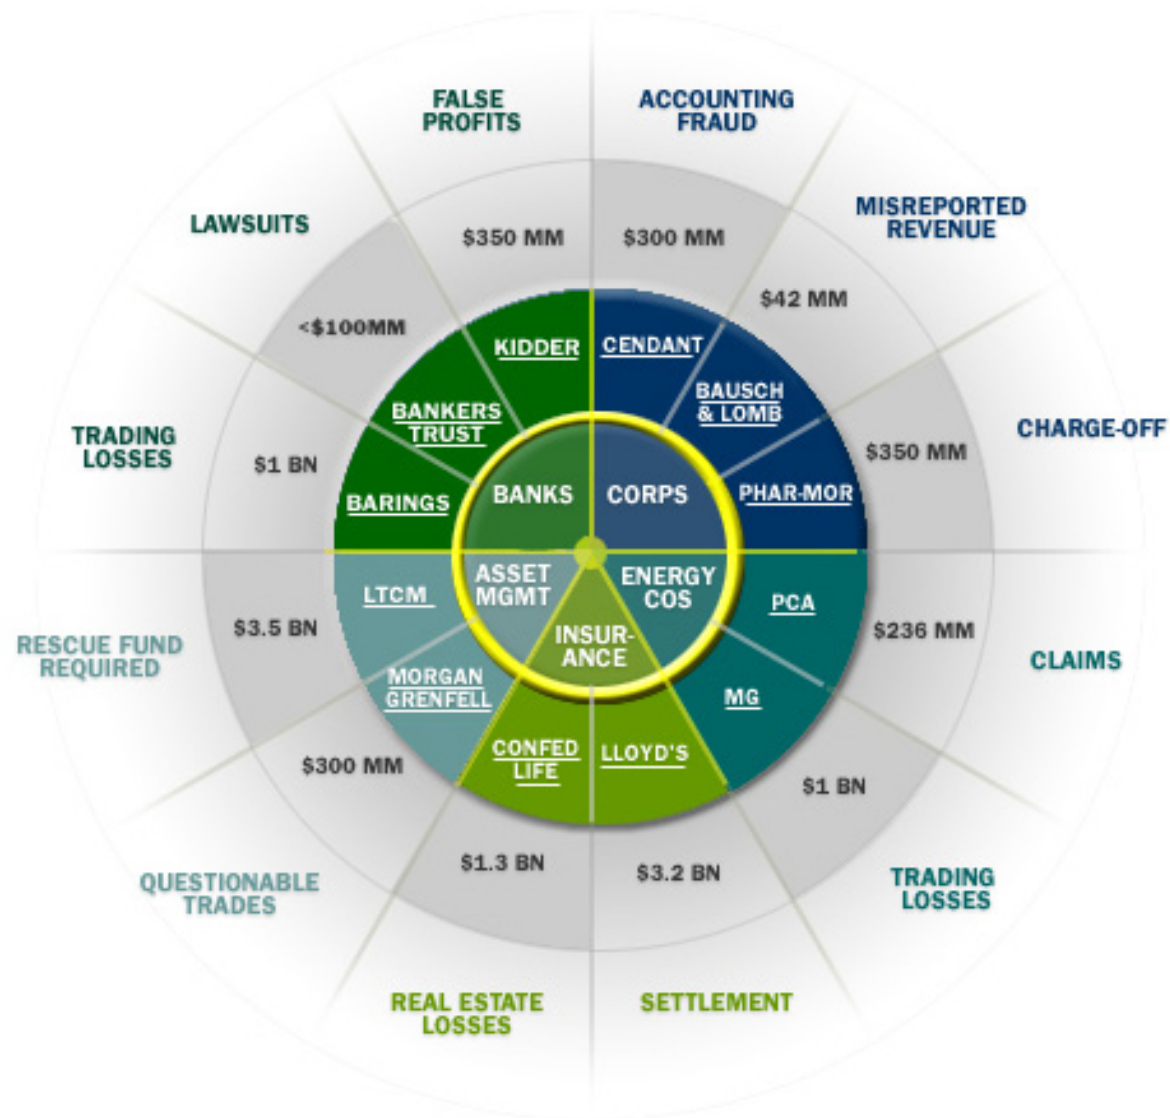 FALSE
PROFITS
ACCOUNTING
FRAUD
LAWSUITS
MISREPORTED
REVENUE
$350 MM
$300 MM
<$100MM
$42 MM
KIDDER
CENDANT
BANKERS
TRUST
BAUSCH
& LOMB
TRADING
LOSSES
$1 BN
BARINGS
BANKS
CORPS
PHAR-MOR
$350 MM
CHARGE-OFF
RESCUE FUND
REQUIRED
$3.5 BN
LTCM
ASSET
MGMT
ENERGY
COS
PCA
$236 MM
CLAIMS
INSUR-
ANCE
MORGAN
GRENFELL
MG
$300 MM
CONFED
LIFE
LLOYD'S
$1 BN
QUESTIONABLE
TRADES
$1.3 BN
$3.2 BN
TRADING
LOSSES
REAL ESTATE
LOSSES
SETTLEMENT